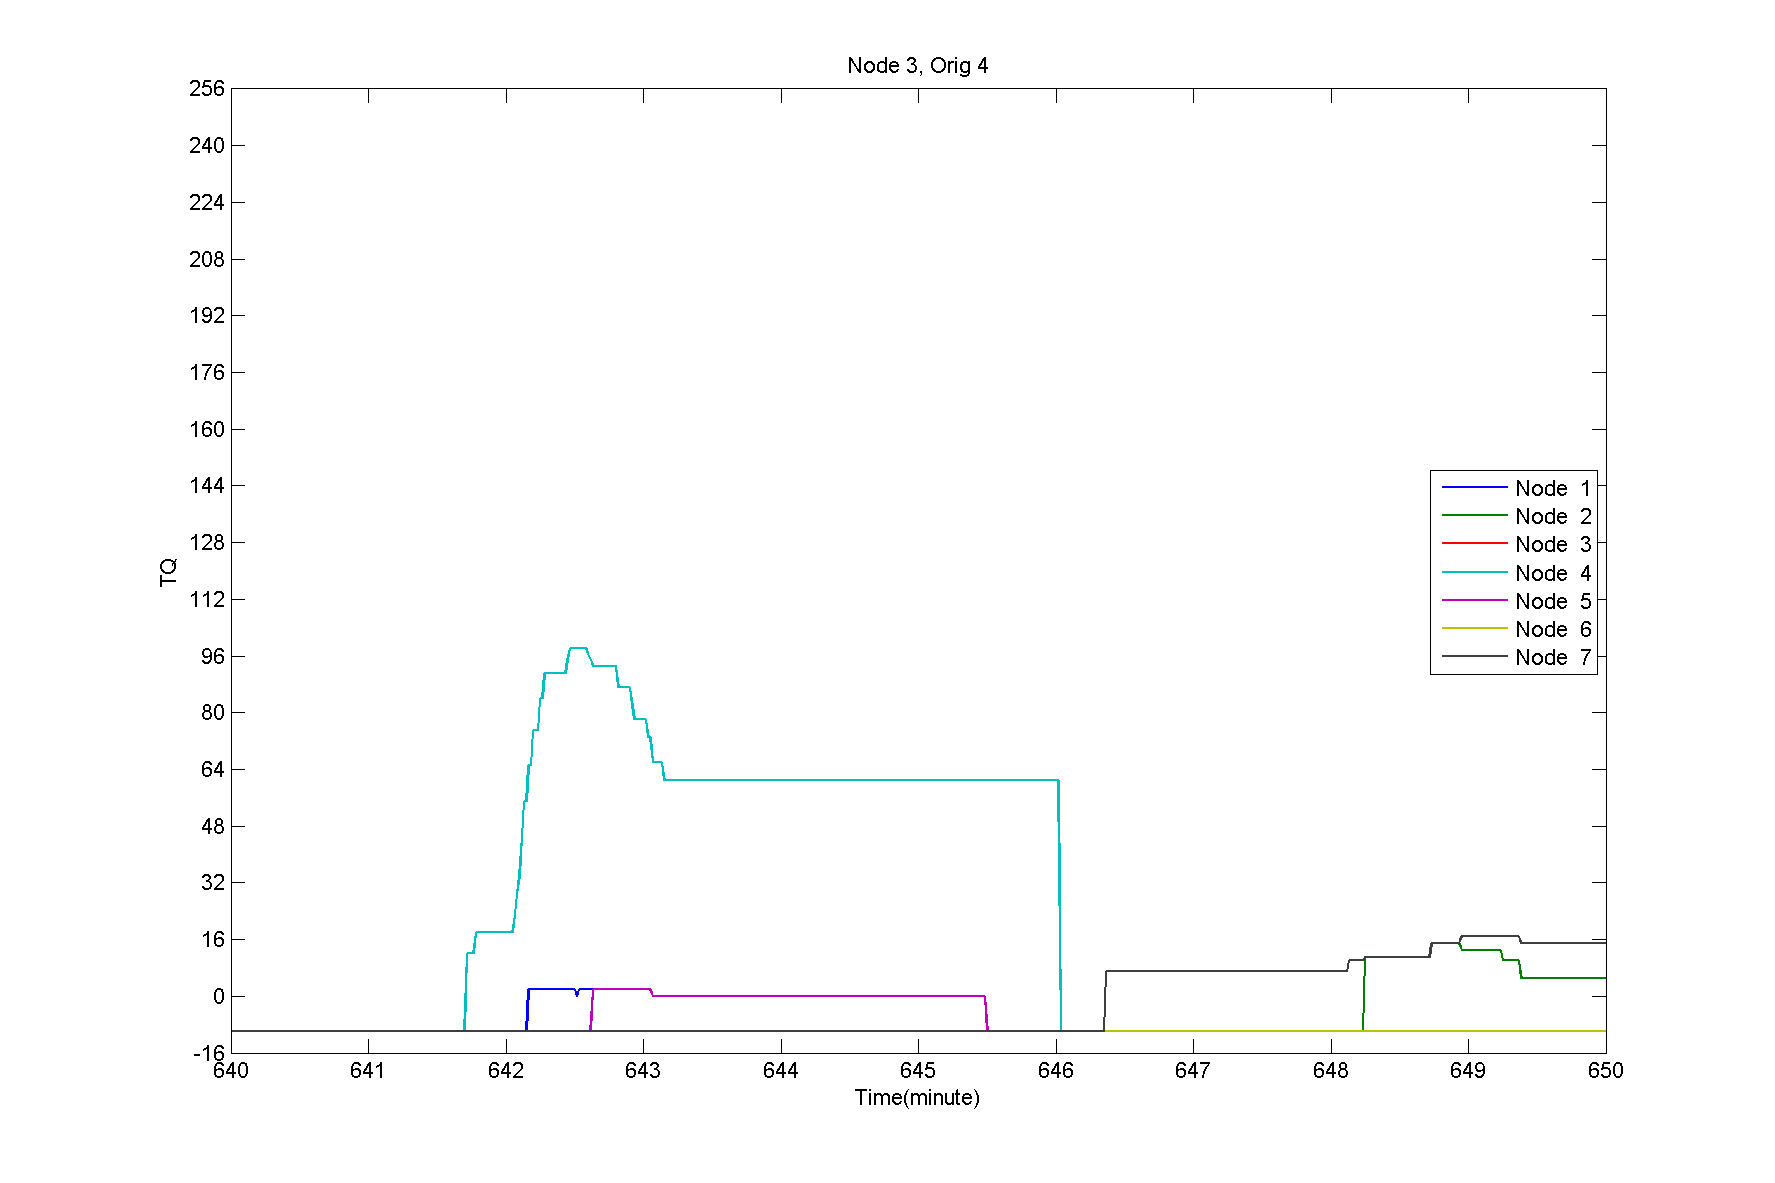 Node 3, Orig 4
256
240
224
208
192
176
160
144
128
112
96
80
64
48
32
16
0
-16
TQ
Node 1
Node 2
Node 3
Node 4
Node 5
Node 6
Node 7
640 641 642 643 644 645 646 647 648 649 650
Time(minute)